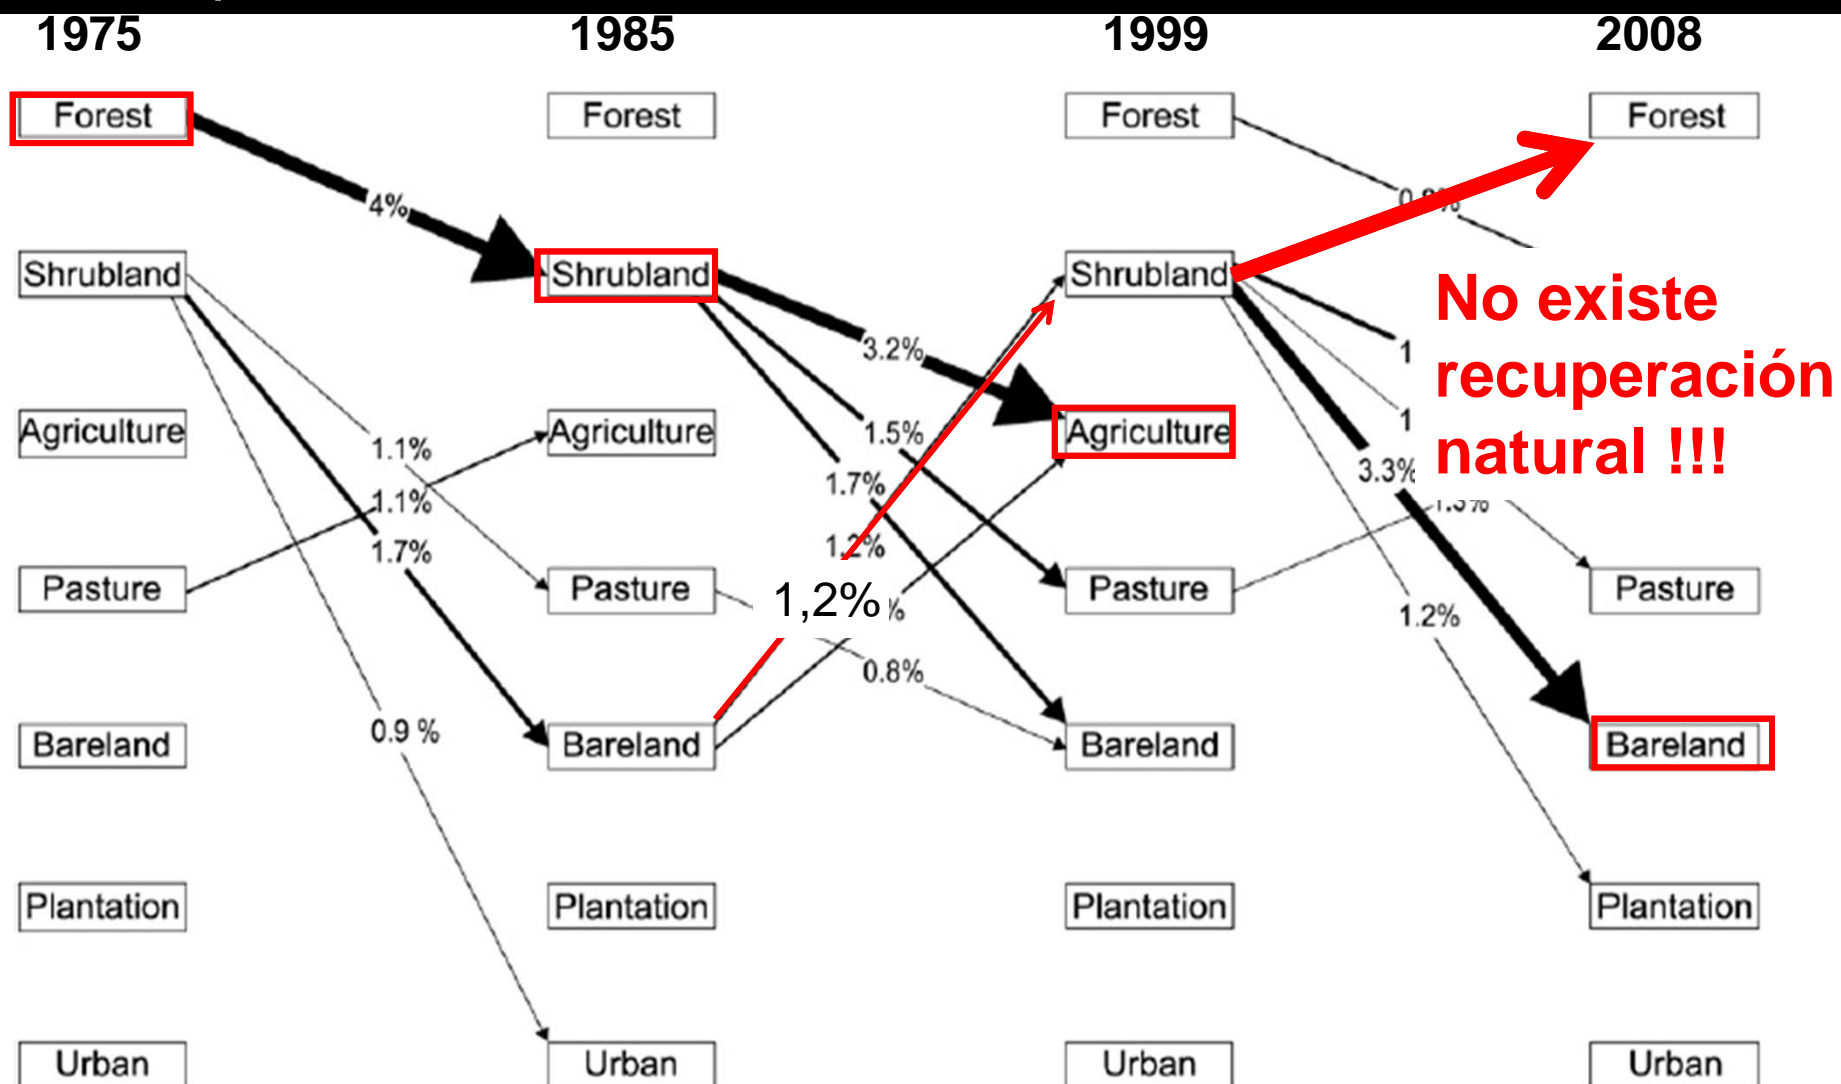 1975 1985 1999 2008
Forest Forest Forest Forest
4%
Shrubland Shrubland Shrubland
No existe
recuperación
natural !!!
3.2% 1
Agriculture Agriculture Agriculture
1.1% 1.5% 1
1.1% 1.7% 3.3%
1.7% 1.2%
Pasture Pasture 1,2% Pasture Pasture
1.2%
0.8%
0.9 %
Bareland Bareland Bareland Bareland
Plantation Plantation Plantation Plantation
Urban Urban Urban Urban